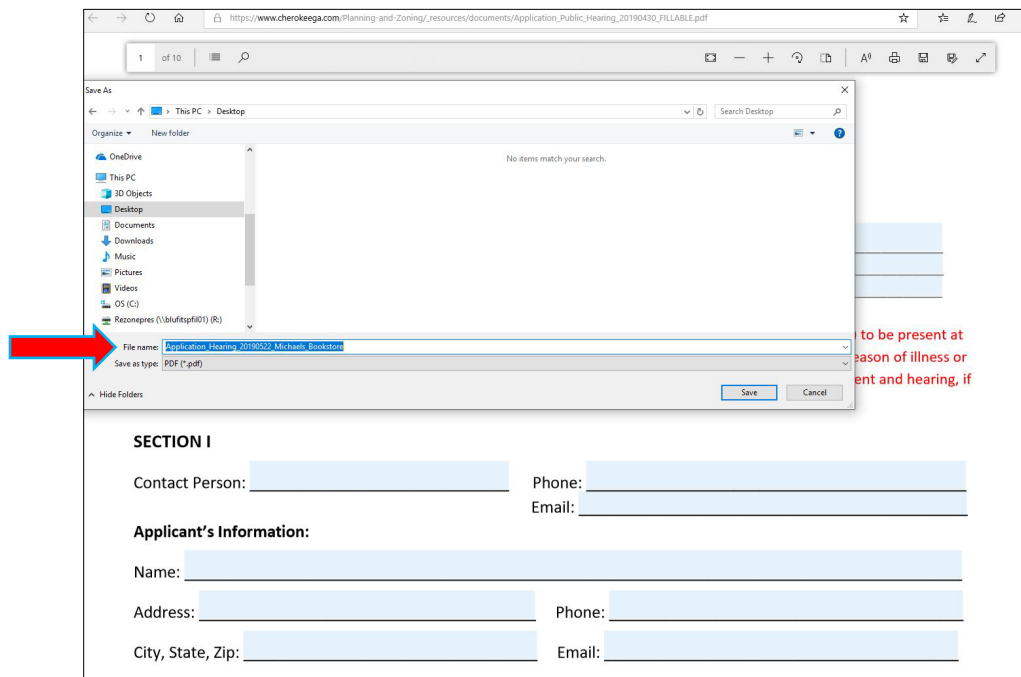 https://www.cherokeega.com/Planning-and-Zoning/_resources/documents/Application_Public_Hearing_20190430_FILLABLE.pdf
1 of 10
Save As
This PC > Desktop
Search Desktop
Organize
New folder
OneDrive
No items match your search.
This PC
3D Objects
Desktop
Documents
Downloads
Music
Pictures
Videos
OS (C:)
Rezonepres (\\blufitspfil01) (R:)
File name: Application_Hearing_20190522_Michaels_Bookstore
Save as type: PDF (*.pdf)
Hide Folders
Save
Cancel
) to be present at
eason of illness or
ent and hearing, if
SECTION I
Contact Person:
Phone:
Email:
Applicant's Information:
Name:
Address:
Phone:
City, State, Zip:
Email: